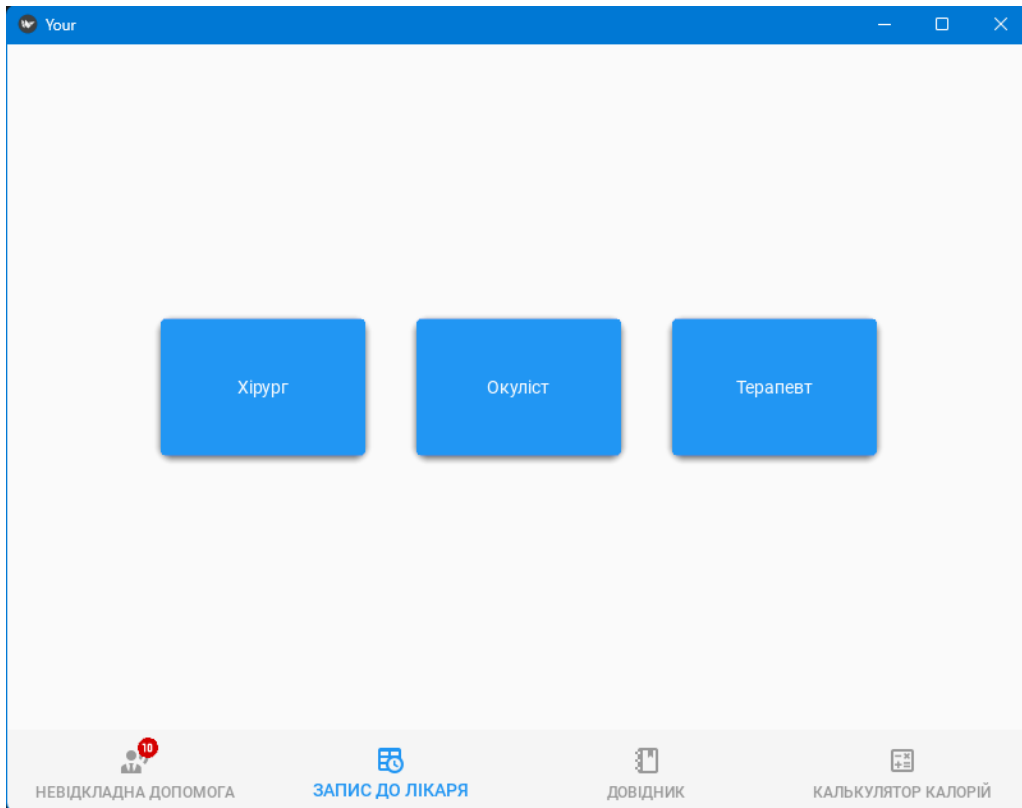 Your
Хірург
Окуліст
Терапевт
10
НЕВІДКЛАДНА ДОПОМОГА
ЗАПИС ДО ЛІКАРЯ
ДОВІДНИК
КАЛЬКУЛЯТОР КАЛОРІЙ